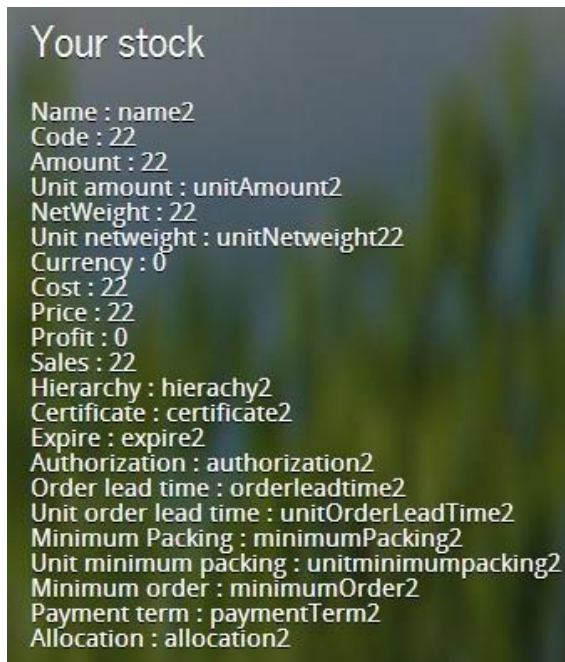 Your stock
Name : name2
Code : 22
Amount : 22
Unit amount : unitAmount2
NetWeight : 22
Unit netweight : unitNetweight22
Currency : 0
Cost : 22
Price : 22
Profit : 0
Sales : 22
Hierarchy : hierachy2
Certificate : certificate2
Expire : expire2
Authorization : authorization2
Order lead time : orderleadtime2
Unit order lead time : unitOrderLeadTime2
Minimum Packing : minimumPacking2
Unit minimum packing : unitminimumpacking2
Minimum order : minimumOrder2
Payment term : paymentTerm2
Allocation : allocation2